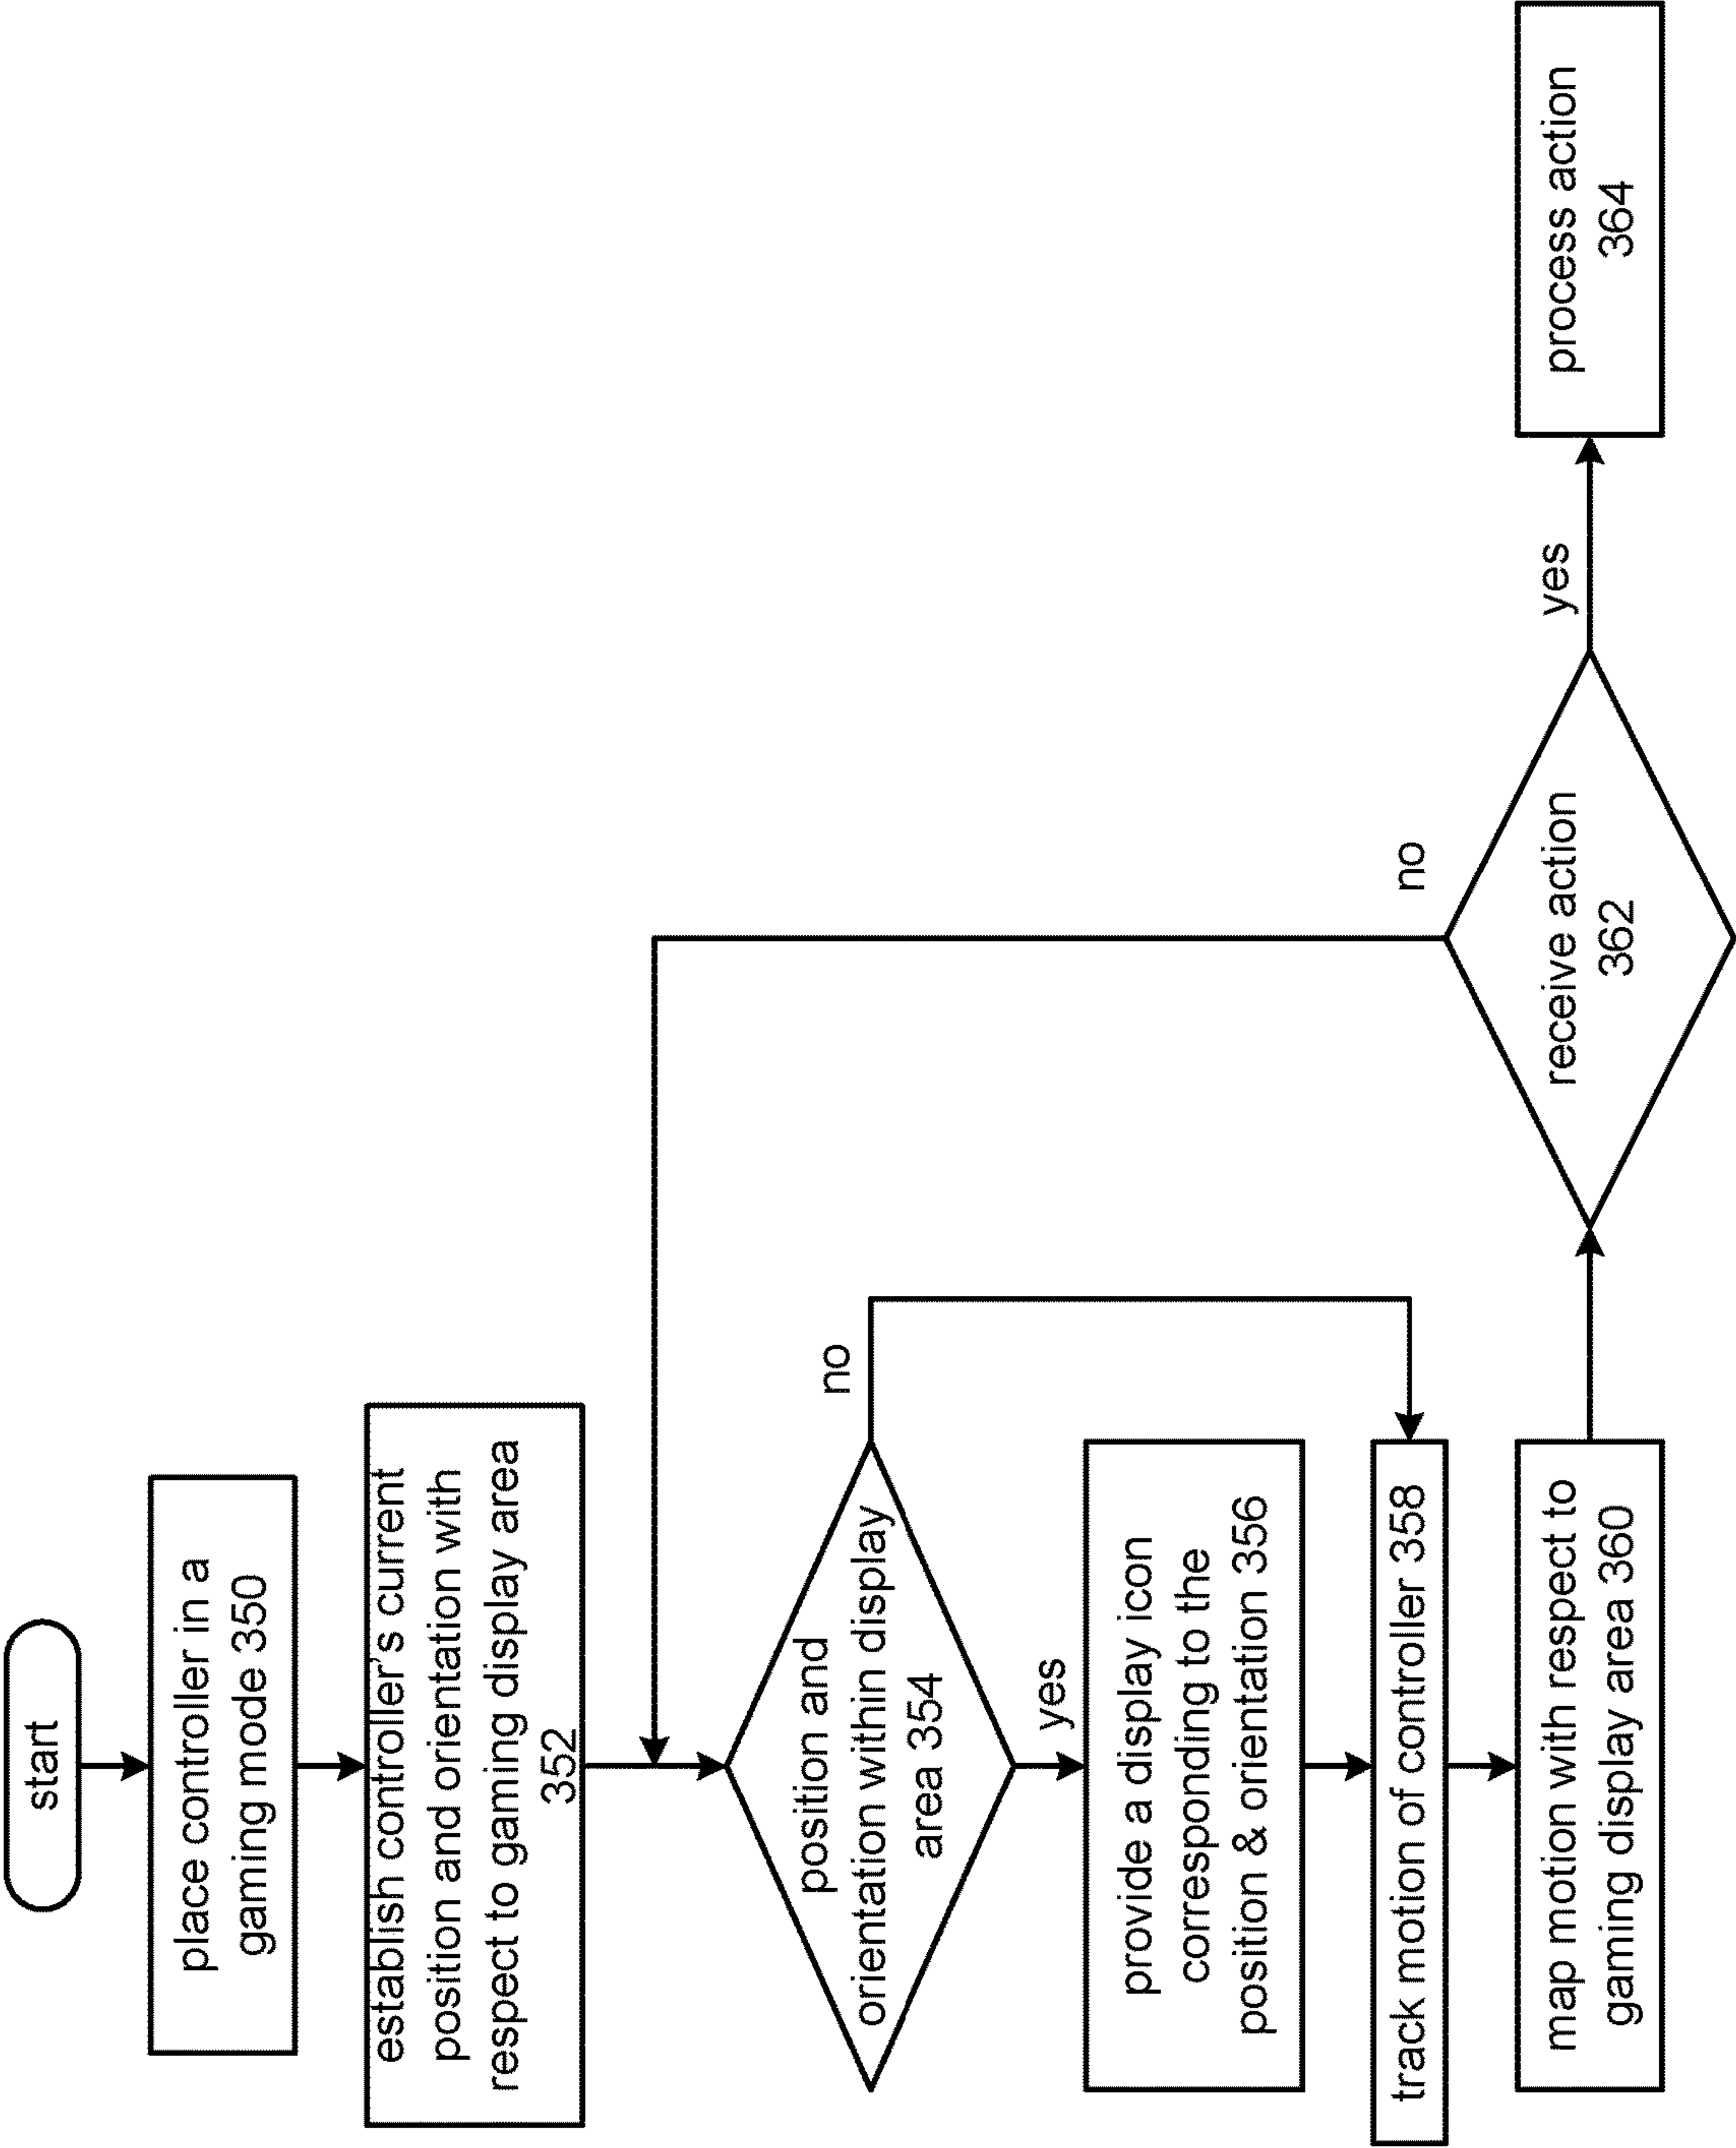 start
place controller in a
gaming mode 350
establish controller's current
position and orientation with
respect to gaming display area
352
position and
orientation within display
area 354
no
yes
provide a display icon
corresponding to the
position & orientation 356
track motion of controller 358
map motion with respect to
gaming display area 360
receive action
362
no
yes
process action
364